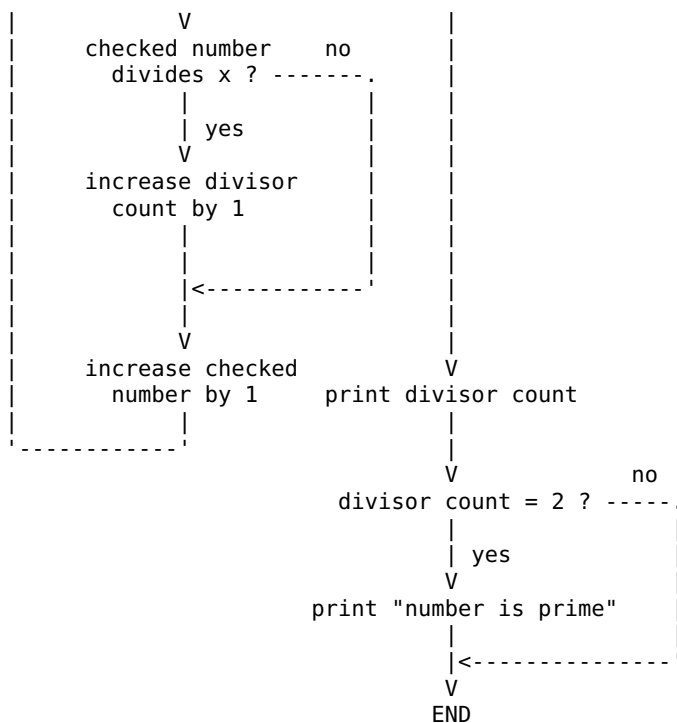 checked number no
divides x ?
yes
increase divisor
count by 1
increase checked
number by 1 print divisor count
no
divisor count = 2 ?
yes
print "number is prime"
END